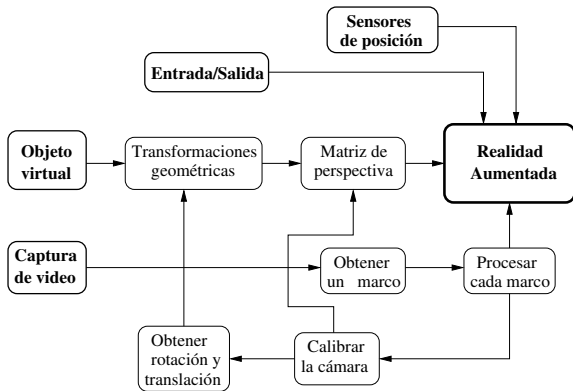 Sensores
de posición
Entrada/Salida
Objeto
virtual
Transformaciones
geométricas
Matriz de
perspectiva
Realidad
Aumentada
Captura
de video
Obtener
un marco
Procesar
cada marco
Obtener
rotación y
translación
Calibrar
la cámara